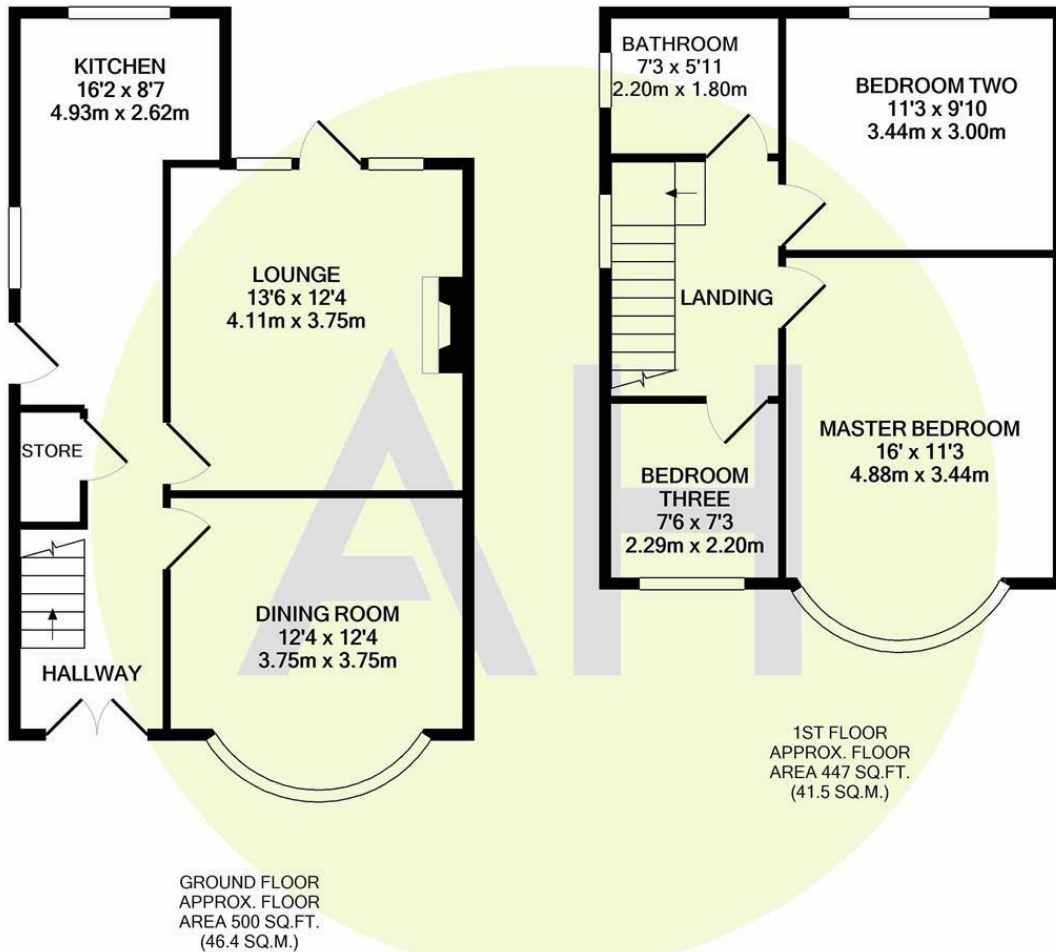 KITCHEN
16'2 x 8'7
4.93m x 2.62m
LOUNGE
13'6 x 12'4
4.11m x 3.75m
STORE
DINING ROOM
12'4 x 12'4
3.75m x 3.75m
HALLWAY
GROUND FLOOR
APPROX. FLOOR
AREA 500 SQ.FT.
(46.4 SQ.M.)
BATHROOM
7'3 x 5'11
2.20m x 1.80m
BEDROOM TWO
11'3 x 9'10
3.44m x 3.00m
LANDING
MASTER BEDROOM
16' x 11'3
4.88m x 3.44m
BEDROOM
THREE
7'6 x 7'3
2.29m x 2.20m
1ST FLOOR
APPROX. FLOOR
AREA 447 SQ.FT.
(41.5 SQ.M.)
AH